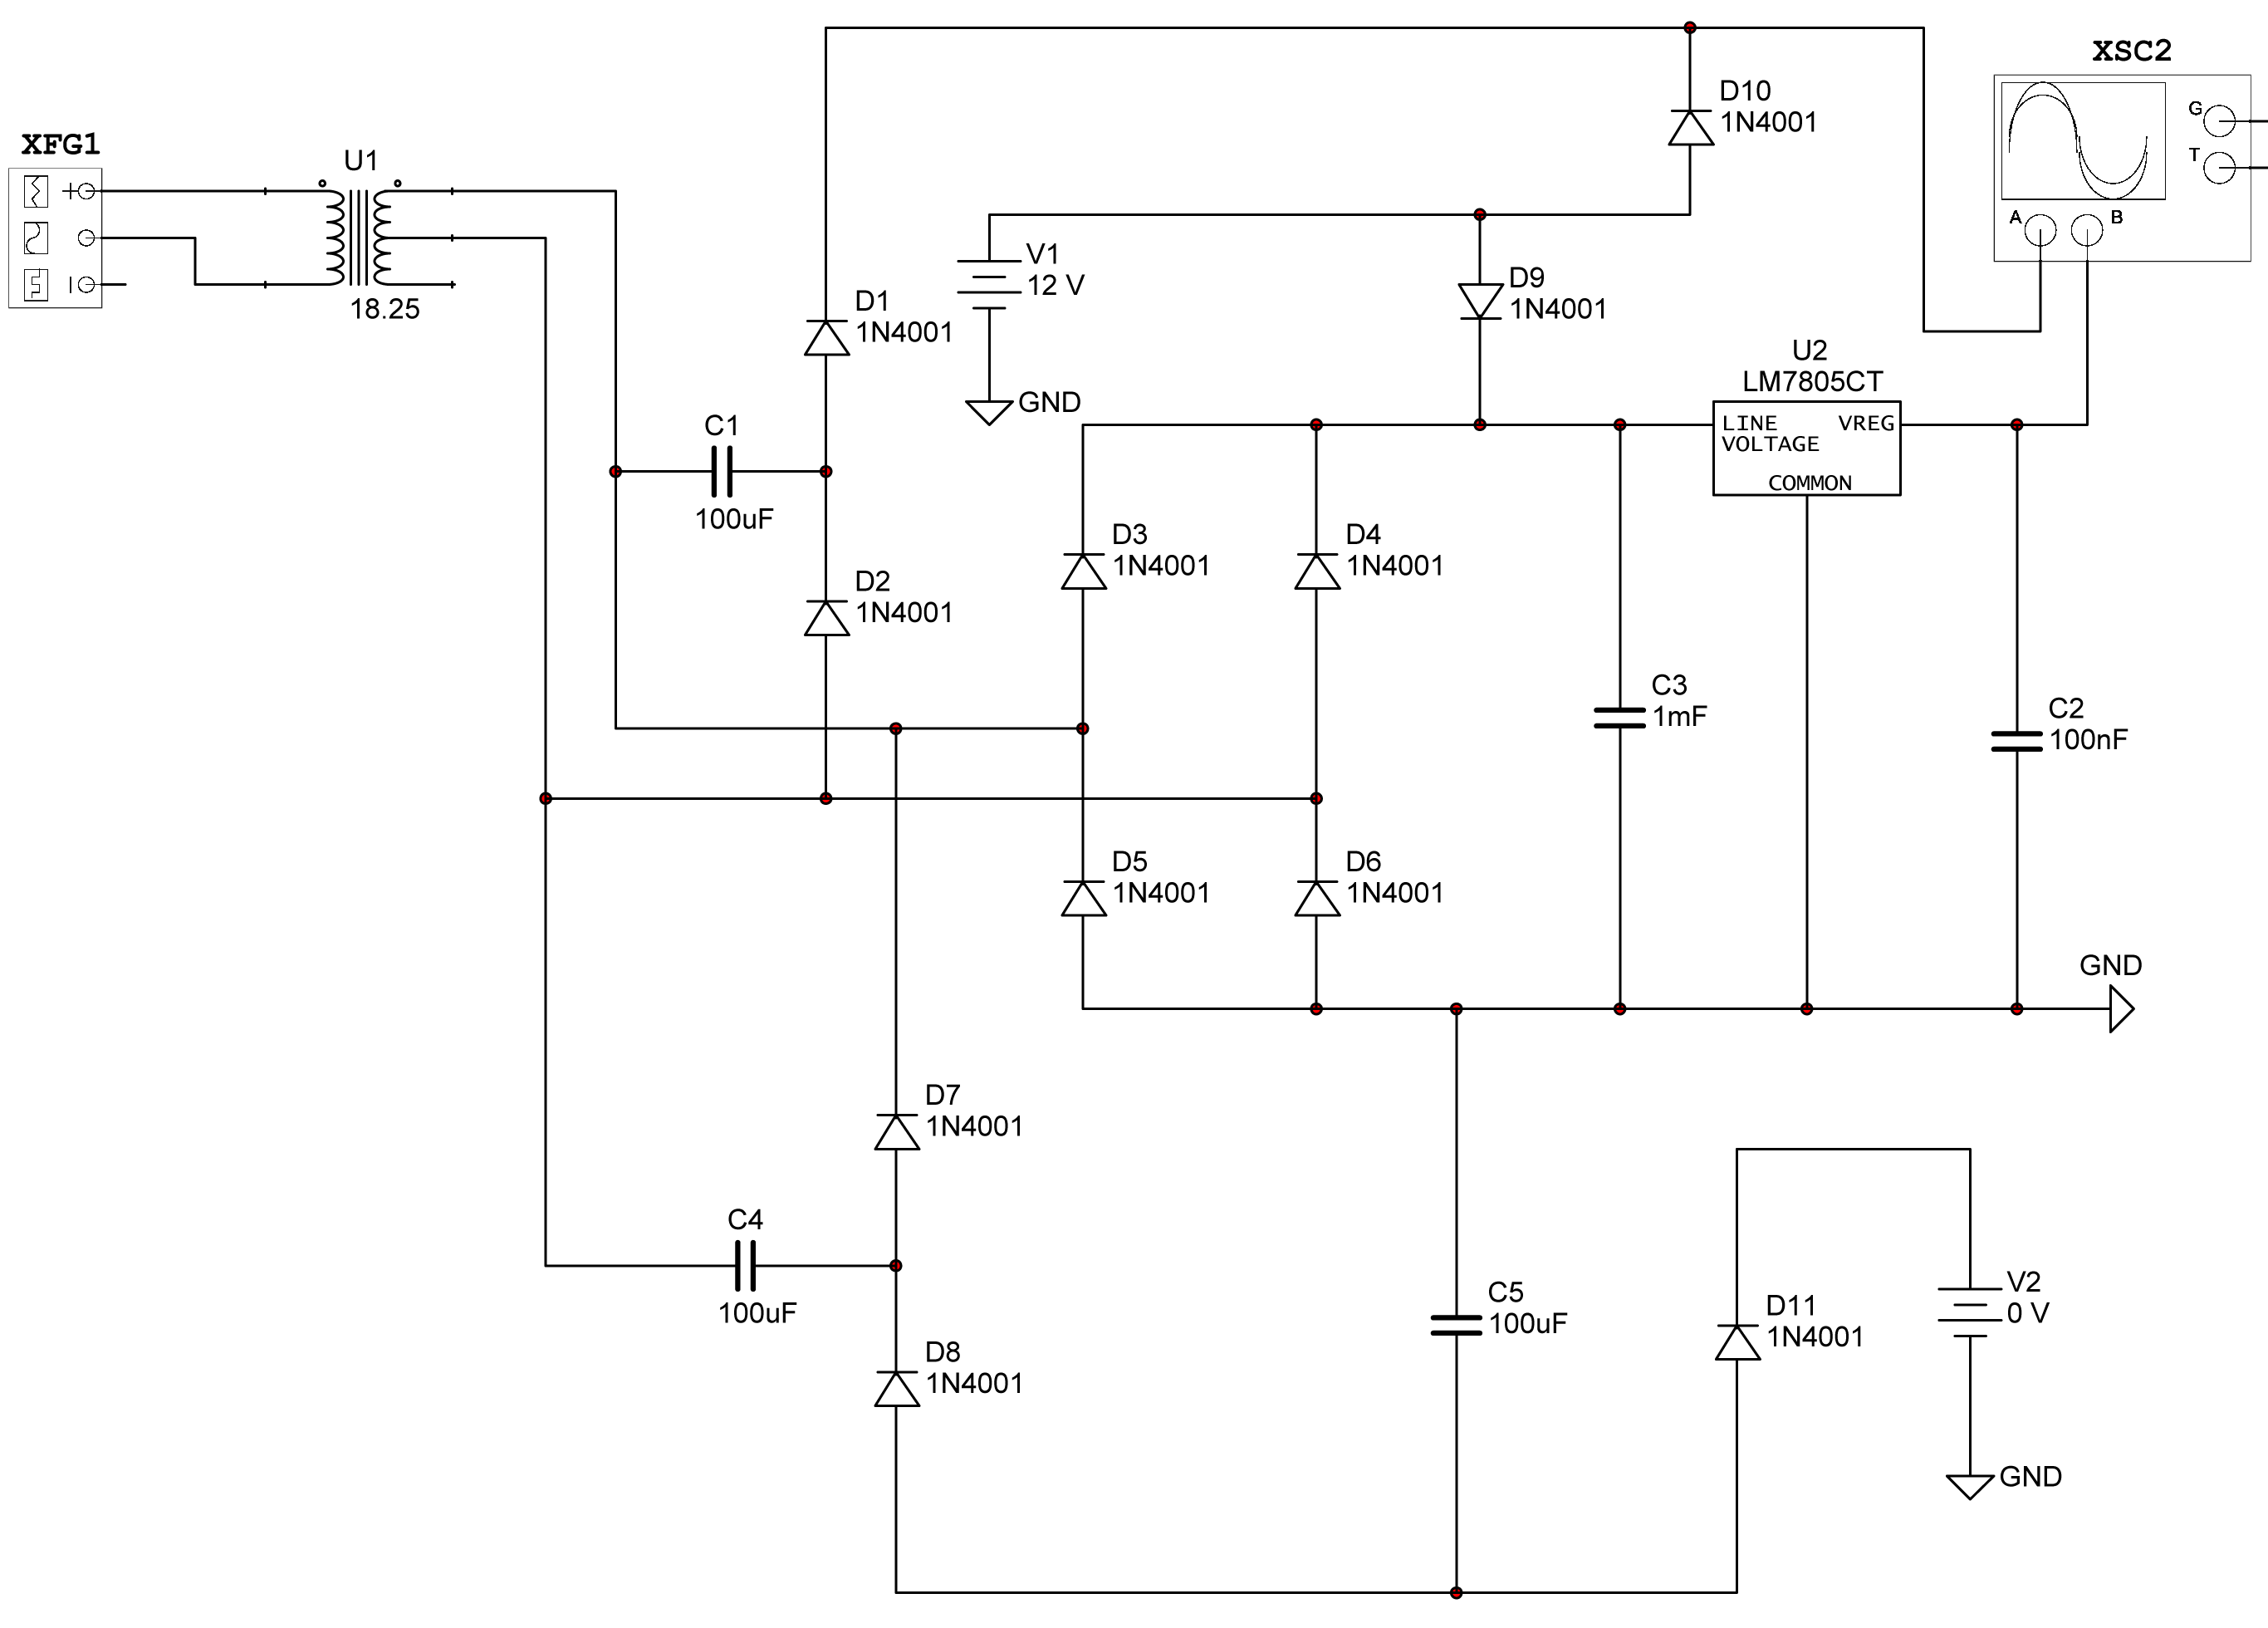 XSC2
G
T
A
B
D10
1N4001
XFG1
+
U1
18.25
V1
12 V
GND
D9
1N4001
D1
1N4001
U2
LM7805CT
LINE
VOLTAGE
VREG
COMMON
C1
100uF
D3
1N4001
D4
1N4001
D2
1N4001
C3
1mF
C2
100nF
D5
1N4001
D6
1N4001
GND
D7
1N4001
C4
100uF
D8
1N4001
C5
100uF
D11
1N4001
V2
0 V
GND